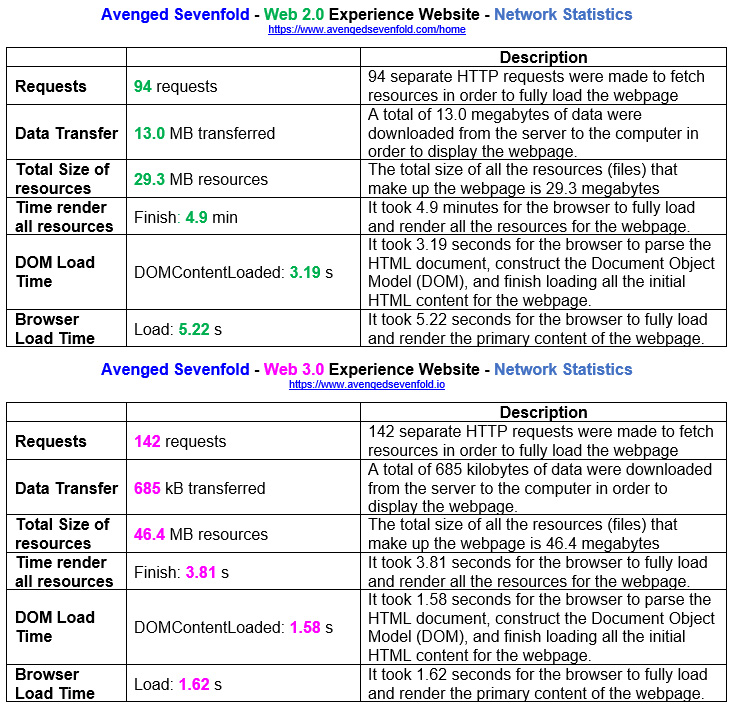 Avenged Sevenfold - Web 2.0 Experience Website - Network Statistics
https://www.avengedsevenfold.com/home
Description
Requests
94 requests
94 separate HTTP requests were made to fetch
resources in order to fully load the webpage
Data Transfer
13.0 MB transferred
A total of 13.0 megabytes of data were
downloaded from the server to the computer in
order to display the webpage.
Total Size of
resources
29.3 MB resources
The total size of all the resources (files) that
make up the webpage is 29.3 megabytes
Time render
all resources
Finish: 4.9 min
It took 4.9 minutes for the browser to fully load
and render all the resources for the webpage.
DOM Load
Time
DOMContentLoaded: 3.19 s
It took 3.19 seconds for the browser to parse the
HTML document, construct the Document Object
Model (DOM), and finish loading all the initial
HTML content for the webpage.
Browser
Load Time
Load: 5.22 s
It took 5.22 seconds for the browser to fully load
and render the primary content of the webpage.
Avenged Sevenfold - Web 3.0 Experience Website - Network Statistics
https://www.avengedsevenfold.io
Description
Requests
142 requests
142 separate HTTP requests were made to fetch
resources in order to fully load the webpage
Data Transfer
685 kB transferred
A total of 685 kilobytes of data were downloaded
from the server to the computer in order to
display the webpage.
Total Size of
resources
46.4 MB resources
The total size of all the resources (files) that
make up the webpage is 46.4 megabytes
Time render
all resources
Finish: 3.81 s
It took 3.81 seconds for the browser to fully load
and render all the resources for the webpage.
DOM Load
Time
DOMContentLoaded: 1.58 s
It took 1.58 seconds for the browser to parse the
HTML document, construct the Document Object
Model (DOM), and finish loading all the initial
HTML content for the webpage.
Browser
Load Time
Load: 1.62 s
It took 1.62 seconds for the browser to fully load
and render the primary content of the webpage.